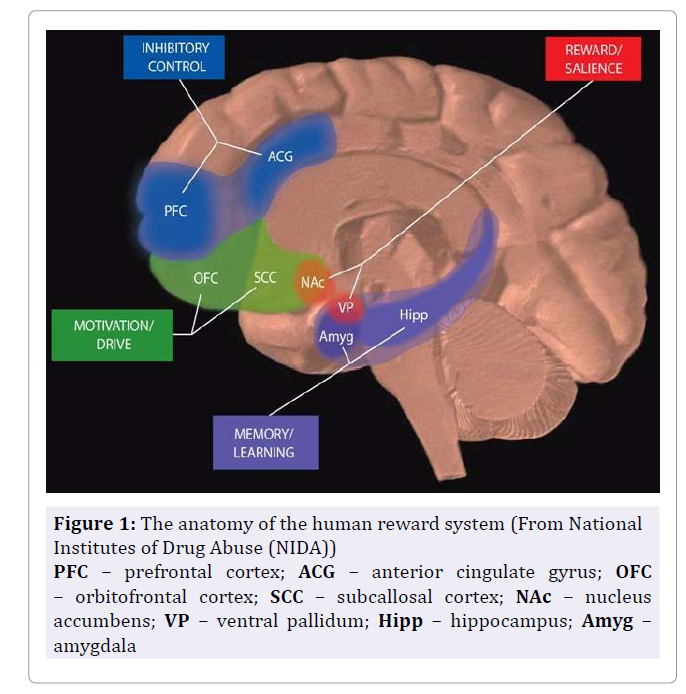 INHIBITORY
CONTROL
REWARD/
SALIENCE
ACG
PFC
OFC
SCC
NAc
VP
Hipp
Amyg
MOTIVATION/
DRIVE
MEMORY/
LEARNING
Figure 1: The anatomy of the human reward system (From National
Institutes of Drug Abuse (NIDA))
PFC – prefrontal cortex; ACG – anterior cingulate gyrus; OFC
– orbitofrontal cortex; SCC – subcallosal cortex; NAc – nucleus
accumbens; VP – ventral pallidum; Hipp – hippocampus; Amyg –
amygdala